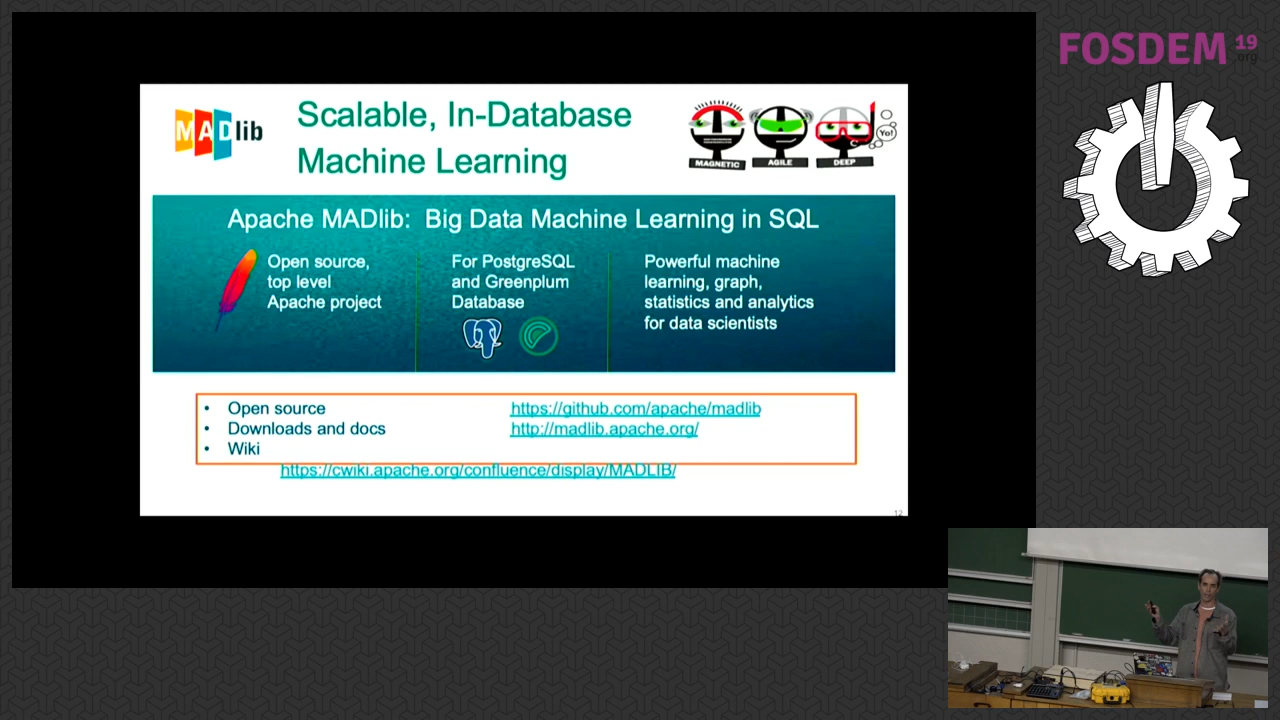 FOSDEM 19
.org
MADlib
Scalable, In-Database
Machine Learning
MAGNETIC
AGILE
DEEP
Yo!
Apache MADlib: Big Data Machine Learning in SQL
Open source,
top level
Apache project
For PostgreSQL
and Greenplum
Database
Powerful machine
learning, graph,
statistics and analytics
for data scientists
• Open source https://github.com/apache/madlib
• Downloads and docs http://madlib.apache.org/
• Wiki
https://cwiki.apache.org/confluence/display/MADLIB/
12